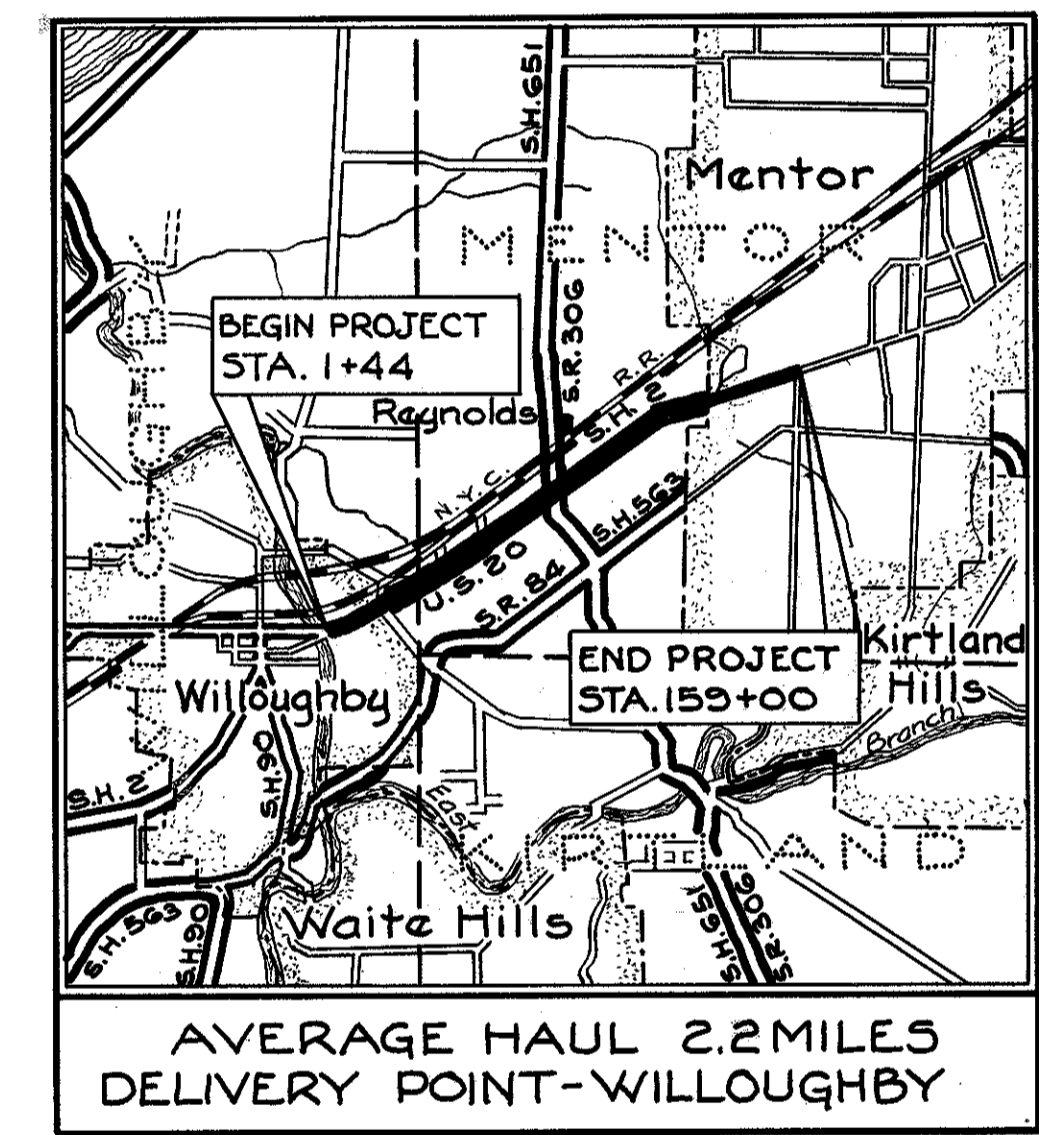 S.H.651
Mentor
MENTOR
WILLOUGHBY
BEGIN PROJECT
STA. 1+44
S.R.306
R.R.
S.H. 2
Reynolds
N.Y.C.
S.H.563
U.S. 20
S.R. 84
END PROJECT
STA.159+00
Kirtland
Hills
Willoughby
Branch
S.H.90
S.H. 2
East
KIRTLAND
S.H. 563
S.H.90
Waite Hills
S.H.651
S.R.306
AVERAGE HAUL 2.2 MILES
DELIVERY POINT-WILLOUGHBY